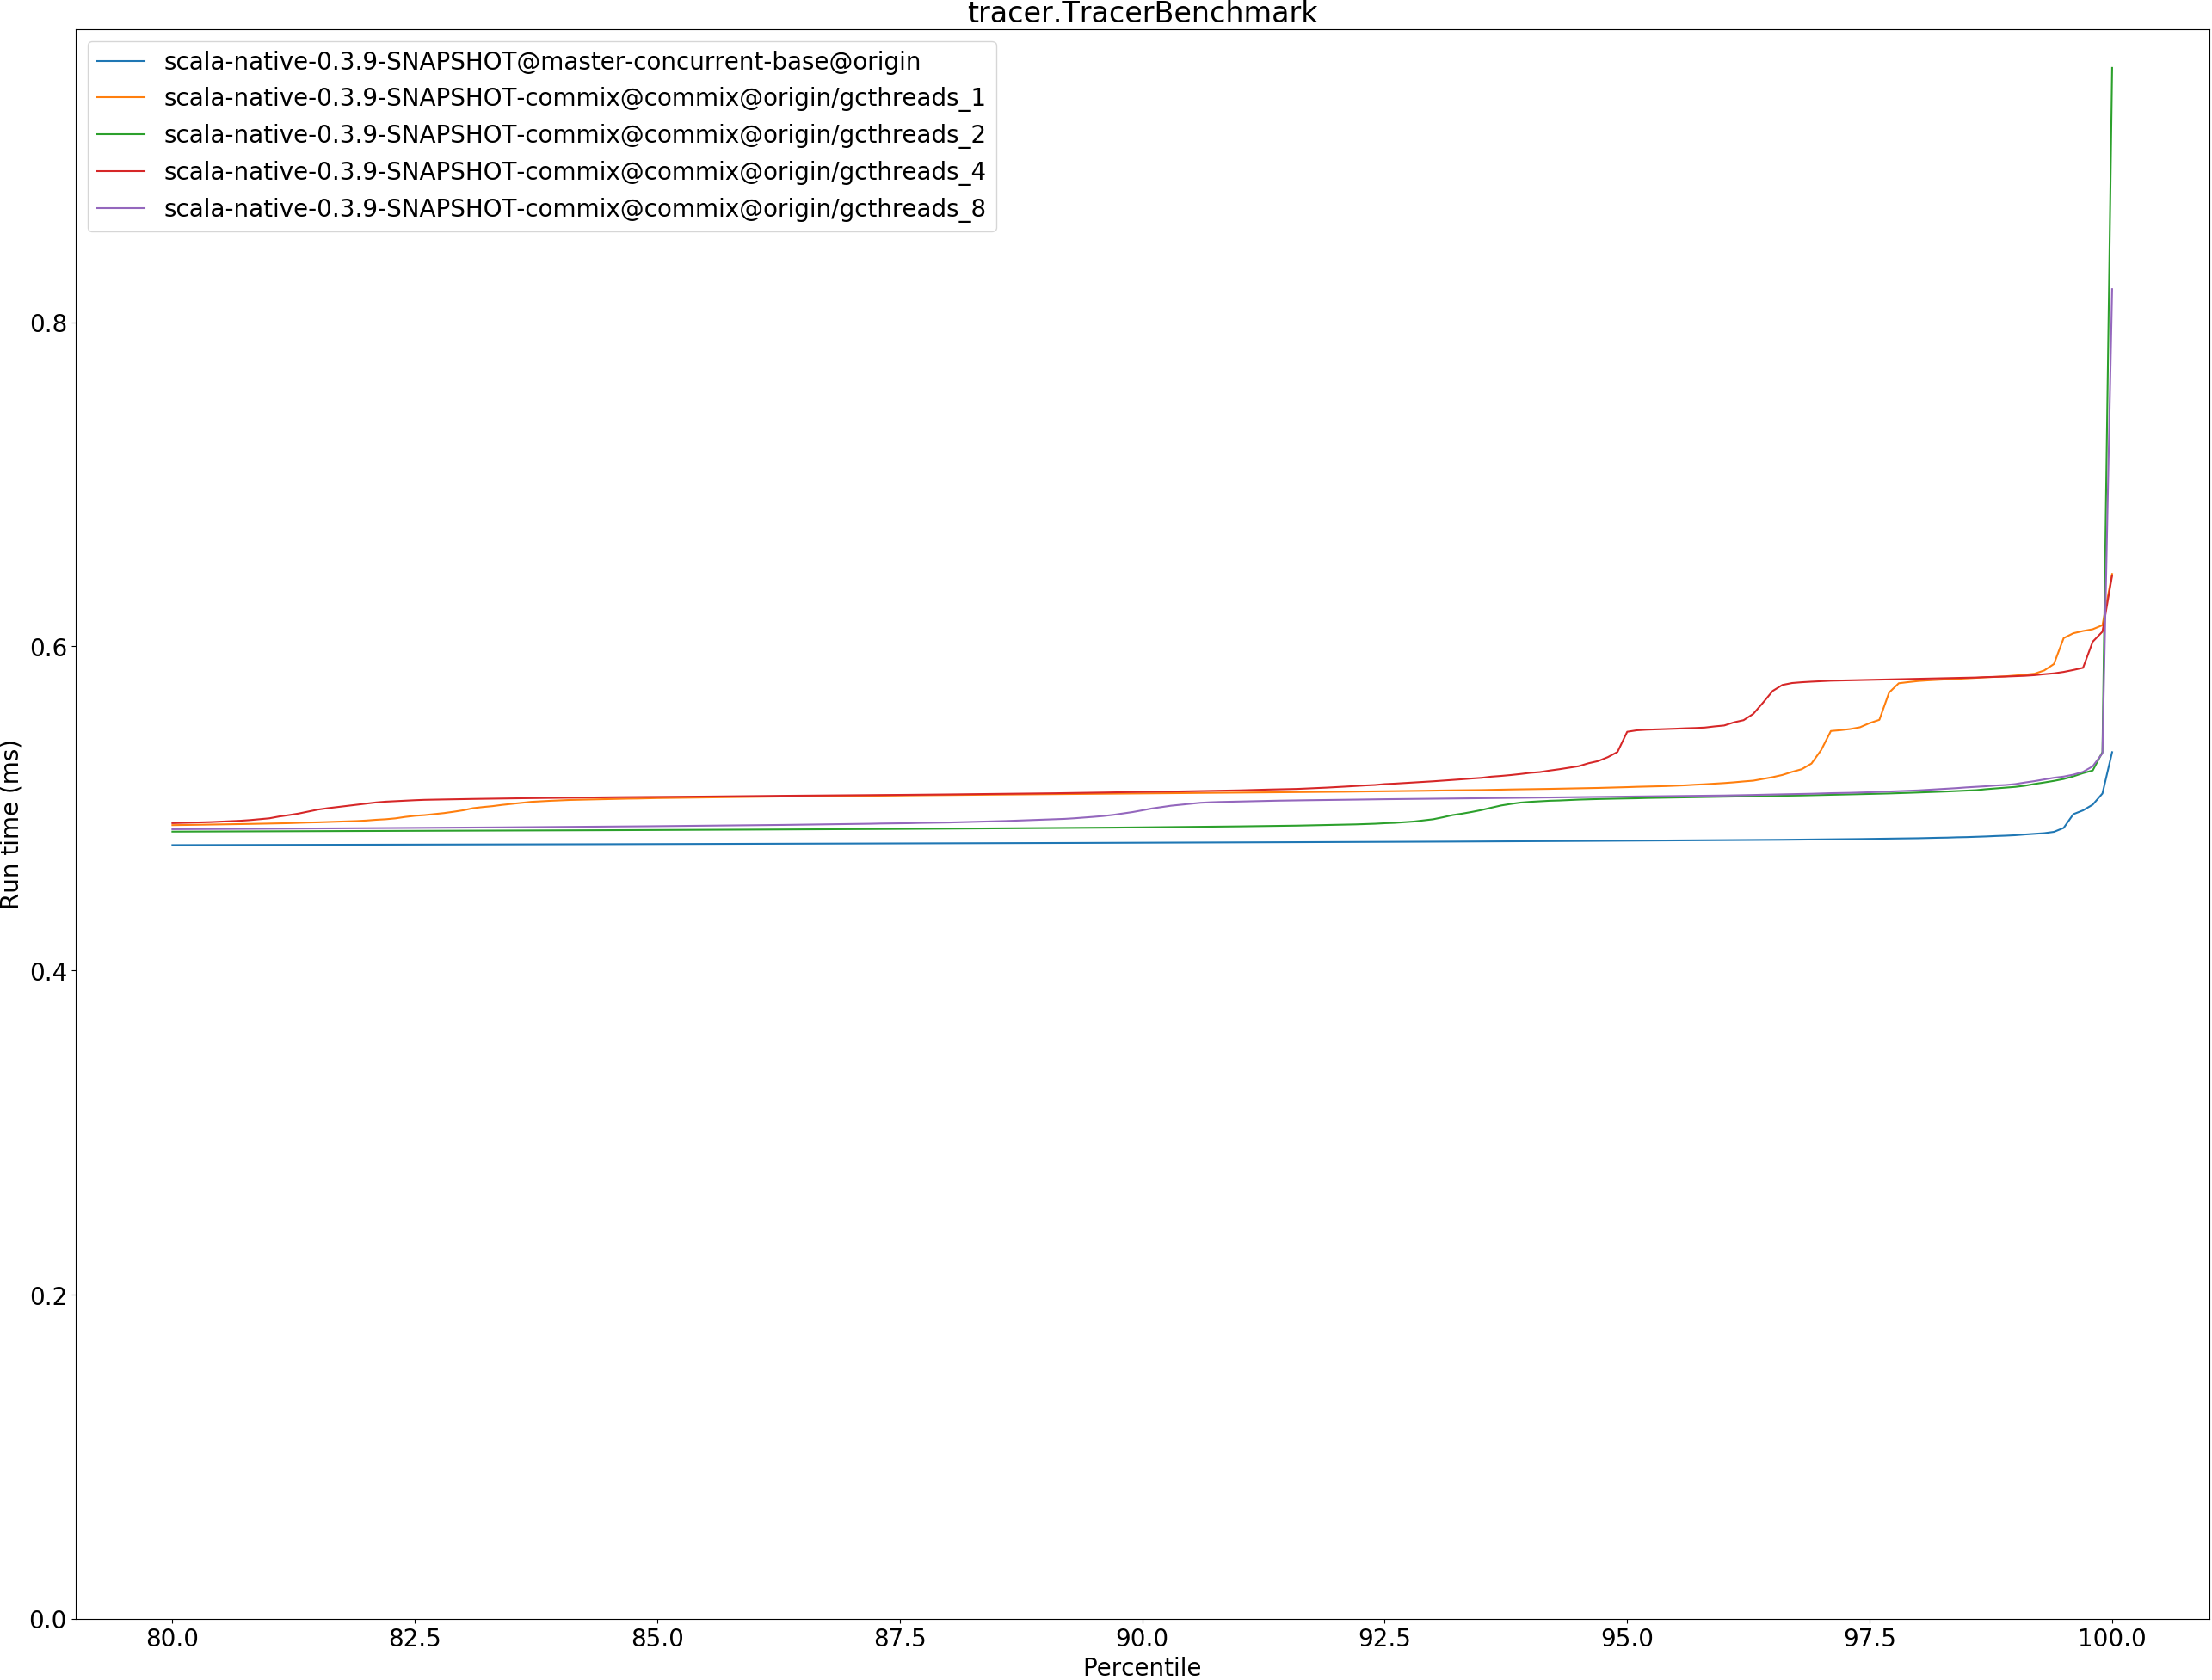 tracer.TracerBenchmark
scala-native-0.3.9-SNAPSHOT@master-concurrent-base@origin
scala-native-0.3.9-SNAPSHOT-commix@commix@origin/gcthreads_1
scala-native-0.3.9-SNAPSHOT-commix@commix@origin/gcthreads_2
scala-native-0.3.9-SNAPSHOT-commix@commix@origin/gcthreads_4
scala-native-0.3.9-SNAPSHOT-commix@commix@origin/gcthreads_8
Run time (ms)
0.8
0.6
0.4
0.2
0.0
80.0 82.5 85.0 87.5 90.0 92.5 95.0 97.5 100.0
Percentile